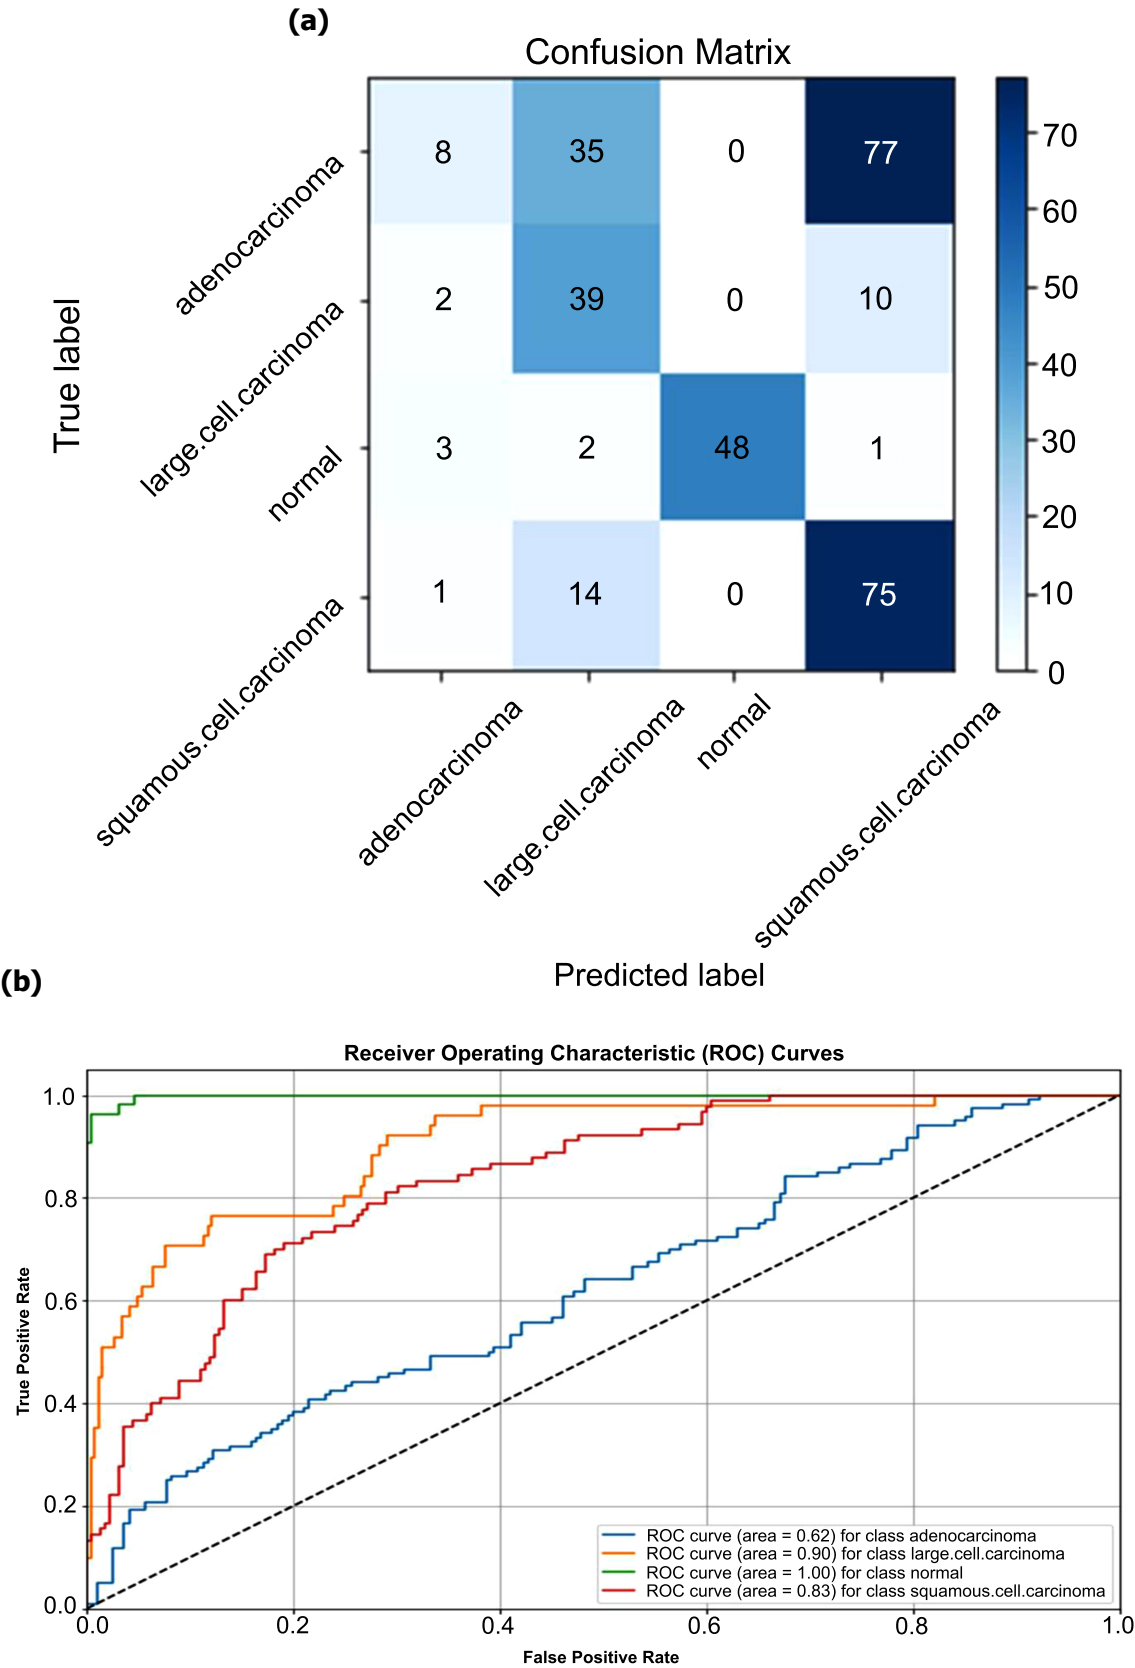 (a)
Confusion Matrix
8 35 0 77
2 39 0 10
3 2 48 1
1 14 0 75
True label
adenocarcinoma
large.cell.carcinoma
normal
squamous.cell.carcinoma
adenocarcinoma
large.cell.carcinoma
normal
squamous.cell.carcinoma
Predicted label
70
60
50
40
30
20
10
0
(b)
Receiver Operating Characteristic (ROC) Curves
True Positive Rate
1.0
0.8
0.6
0.4
0.2
0.0
0.0 0.2 0.4 0.6 0.8 1.0
False Positive Rate
ROC curve (area = 0.62) for class adenocarcinoma
ROC curve (area = 0.90) for class large.cell.carcinoma
ROC curve (area = 1.00) for class normal
ROC curve (area = 0.83) for class squamous.cell.carcinoma